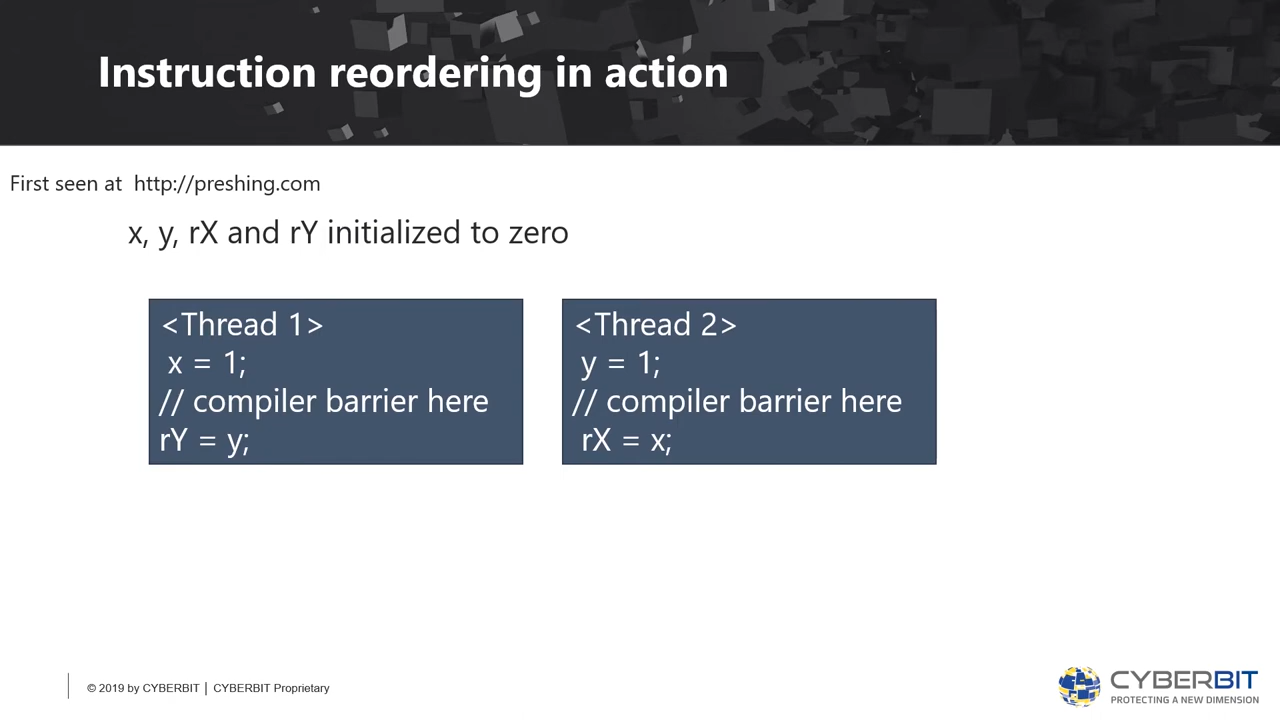 Instruction reordering in action
First seen at http://preshing.com
x, y, rX and rY initialized to zero
<Thread 1>
x = 1;
// compiler barrier here
rY = y;
<Thread 2>
y = 1;
// compiler barrier here
rX = x;
© 2019 by CYBERBIT | CYBERBIT Proprietary
CYBERBIT
PROTECTING A NEW DIMENSION